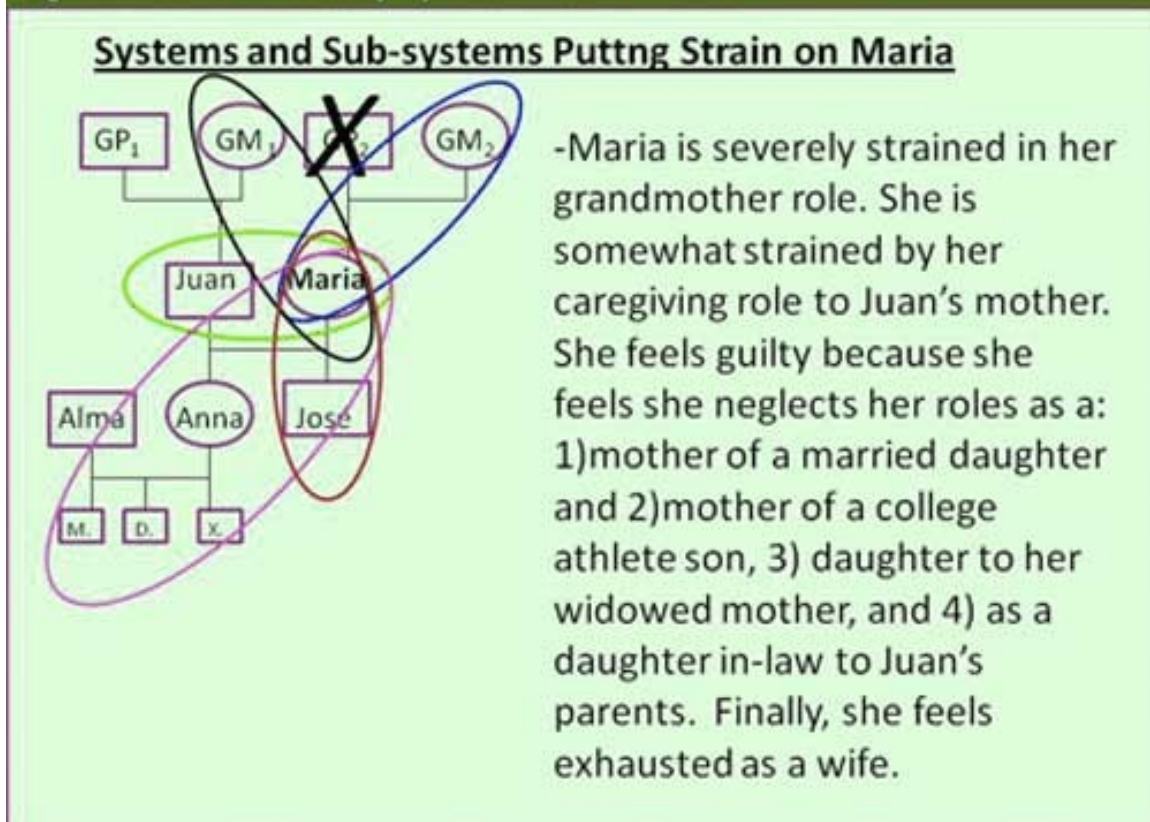 Systems and Sub-systems Puttng Strain on Maria
GP1 GM1 GP2 GM2
Juan Maria
Alma Anna Jose
M. D. X.
-Maria is severely strained in her
grandmother role. She is
somewhat strained by her
caregiving role to Juan's mother.
She feels guilty because she
feels she neglects her roles as a:
1)mother of a married daughter
and 2)mother of a college
athlete son, 3) daughter to her
widowed mother, and 4) as a
daughter in-law to Juan's
parents. Finally, she feels
exhausted as a wife.